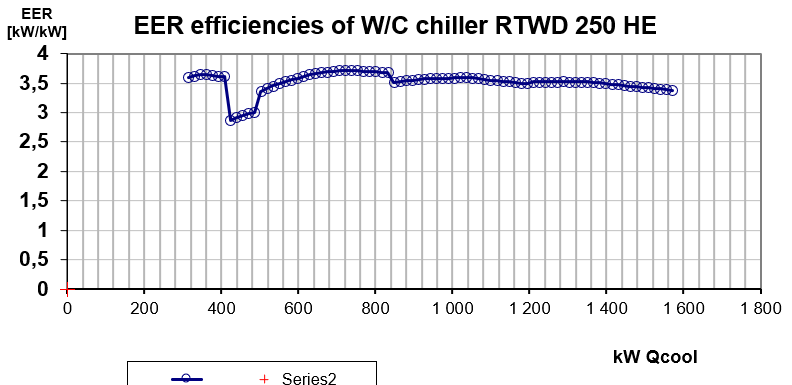 EER
[kW/kW]
EER efficiencies of W/C chiller RTWD 250 HE
4
3,5
3
2,5
2
1,5
1
0,5
0
0 200 400 600 800 1 000 1 200 1 400 1 600 1 800
kW Qcool
Series2